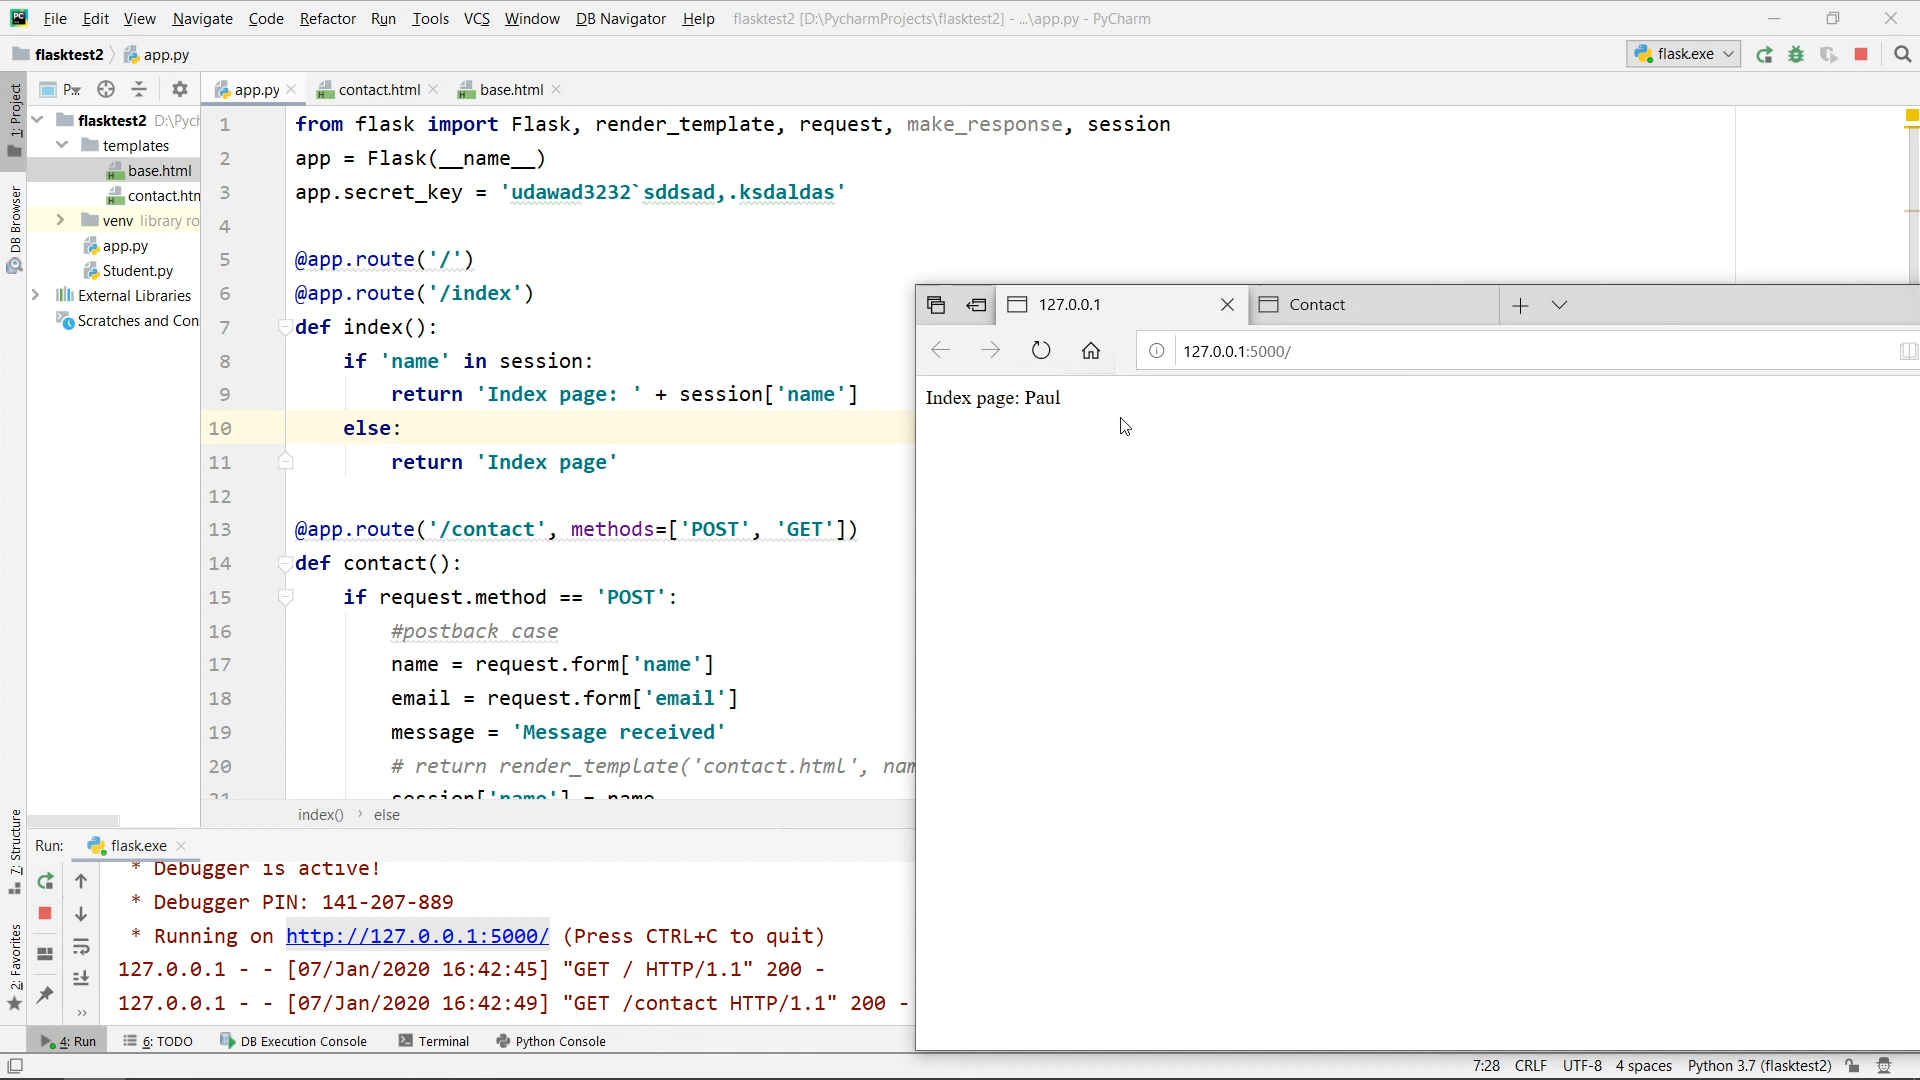 File Edit View Navigate Code Refactor Run Tools VCS Window DB Navigator Help flasktest2 [D:\PycharmProjects\flasktest2] - ...\app.py - PyCharm
flasktest2 app.py
flask.exe
1: Project
DB Browser
7: Structure
2: Favorites
P...
app.py contact.html base.html
flasktest2 D:\Pych
templates
base.html
contact.htn
venv library ro
app.py
Student.py
External Libraries
Scratches and Con
1 from flask import Flask, render_template, request, make_response, session
2 app = Flask(__name__)
3 app.secret_key = 'udawad3232`sddsad,.ksdaldas'
4
5 @app.route('/')
6 @app.route('/index')
7 def index():
8 if 'name' in session:
9 return 'Index page: ' + session['name']
10 else:
11 return 'Index page'
12
13 @app.route('/contact', methods=['POST', 'GET'])
14 def contact():
15 if request.method == 'POST':
16 #postback case
17 name = request.form['name']
18 email = request.form['email']
19 message = 'Message received'
20 # return render_template('contact.html', nam
21 session['name'] = name
index() › else
127.0.0.1
Contact
127.0.0.1:5000/
Index page: Paul
Run: flask.exe
* Debugger is active!
* Debugger PIN: 141-207-889
* Running on http://127.0.0.1:5000/ (Press CTRL+C to quit)
127.0.0.1 - - [07/Jan/2020 16:42:45] "GET / HTTP/1.1" 200 -
127.0.0.1 - - [07/Jan/2020 16:42:49] "GET /contact HTTP/1.1" 200 -
4: Run 6: TODO DB Execution Console Terminal Python Console
7:28 CRLF UTF-8 4 spaces Python 3.7 (flasktest2)